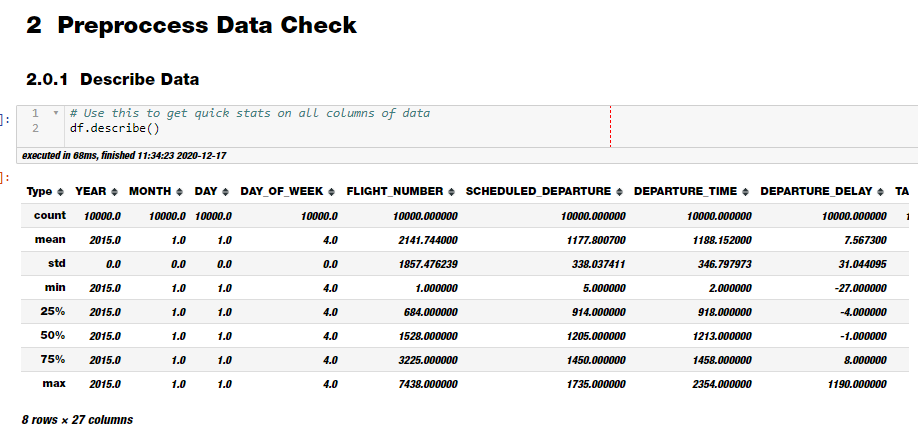 2 Preproccess Data Check
2.0.1 Describe Data
]:
1 # Use this to get quick stats on all columns of data
2 df.describe()
executed in 68ms, finished 11:34:23 2020-12-17
]:
Type YEAR MONTH DAY DAY_OF_WEEK FLIGHT_NUMBER SCHEDULED_DEPARTURE DEPARTURE_TIME DEPARTURE_DELAY TA
count 10000.0 10000.0 10000.0 10000.0 10000.000000 10000.000000 10000.000000 10000.000000 1
mean 2015.0 1.0 1.0 4.0 2141.744000 1177.800700 1188.152000 7.567300
std 0.0 0.0 0.0 0.0 1857.476239 338.037411 346.797973 31.044095
min 2015.0 1.0 1.0 4.0 1.000000 5.000000 2.000000 -27.000000
25% 2015.0 1.0 1.0 4.0 684.000000 914.000000 918.000000 -4.000000
50% 2015.0 1.0 1.0 4.0 1528.000000 1205.000000 1213.000000 -1.000000
75% 2015.0 1.0 1.0 4.0 3225.000000 1450.000000 1458.000000 8.000000
max 2015.0 1.0 1.0 4.0 7438.000000 1735.000000 2354.000000 1190.000000
8 rows × 27 columns